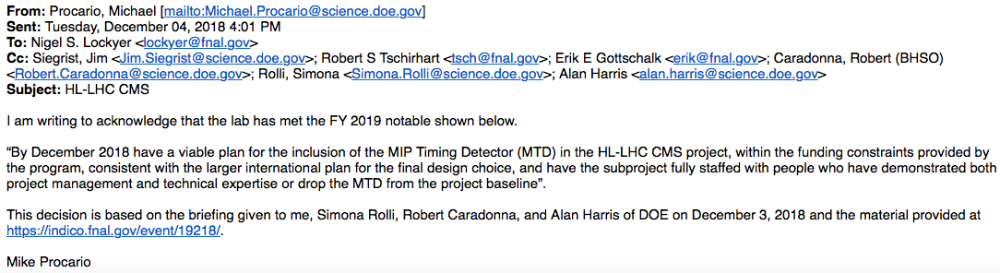 From: Procario, Michael [mailto:Michael.Procario@science.doe.gov]
Sent: Tuesday, December 04, 2018 4:01 PM
To: Nigel S. Lockyer <lockyer@fnal.gov>
Cc: Siegrist, Jim <Jim.Siegrist@science.doe.gov>; Robert S Tschirhart <tsch@fnal.gov>; Erik E Gottschalk <erik@fnal.gov>; Caradonna, Robert (BHSO)
<Robert.Caradonna@science.doe.gov>; Rolli, Simona <Simona.Rolli@science.doe.gov>; Alan Harris <alan.harris@science.doe.gov>
Subject: HL-LHC CMS
I am writing to acknowledge that the lab has met the FY 2019 notable shown below.
“By December 2018 have a viable plan for the inclusion of the MIP Timing Detector (MTD) in the HL-LHC CMS project, within the funding constraints provided by
the program, consistent with the larger international plan for the final design choice, and have the subproject fully staffed with people who have demonstrated both
project management and technical expertise or drop the MTD from the project baseline”.
This decision is based on the briefing given to me, Simona Rolli, Robert Caradonna, and Alan Harris of DOE on December 3, 2018 and the material provided at
https://indico.fnal.gov/event/19218/.
Mike Procario